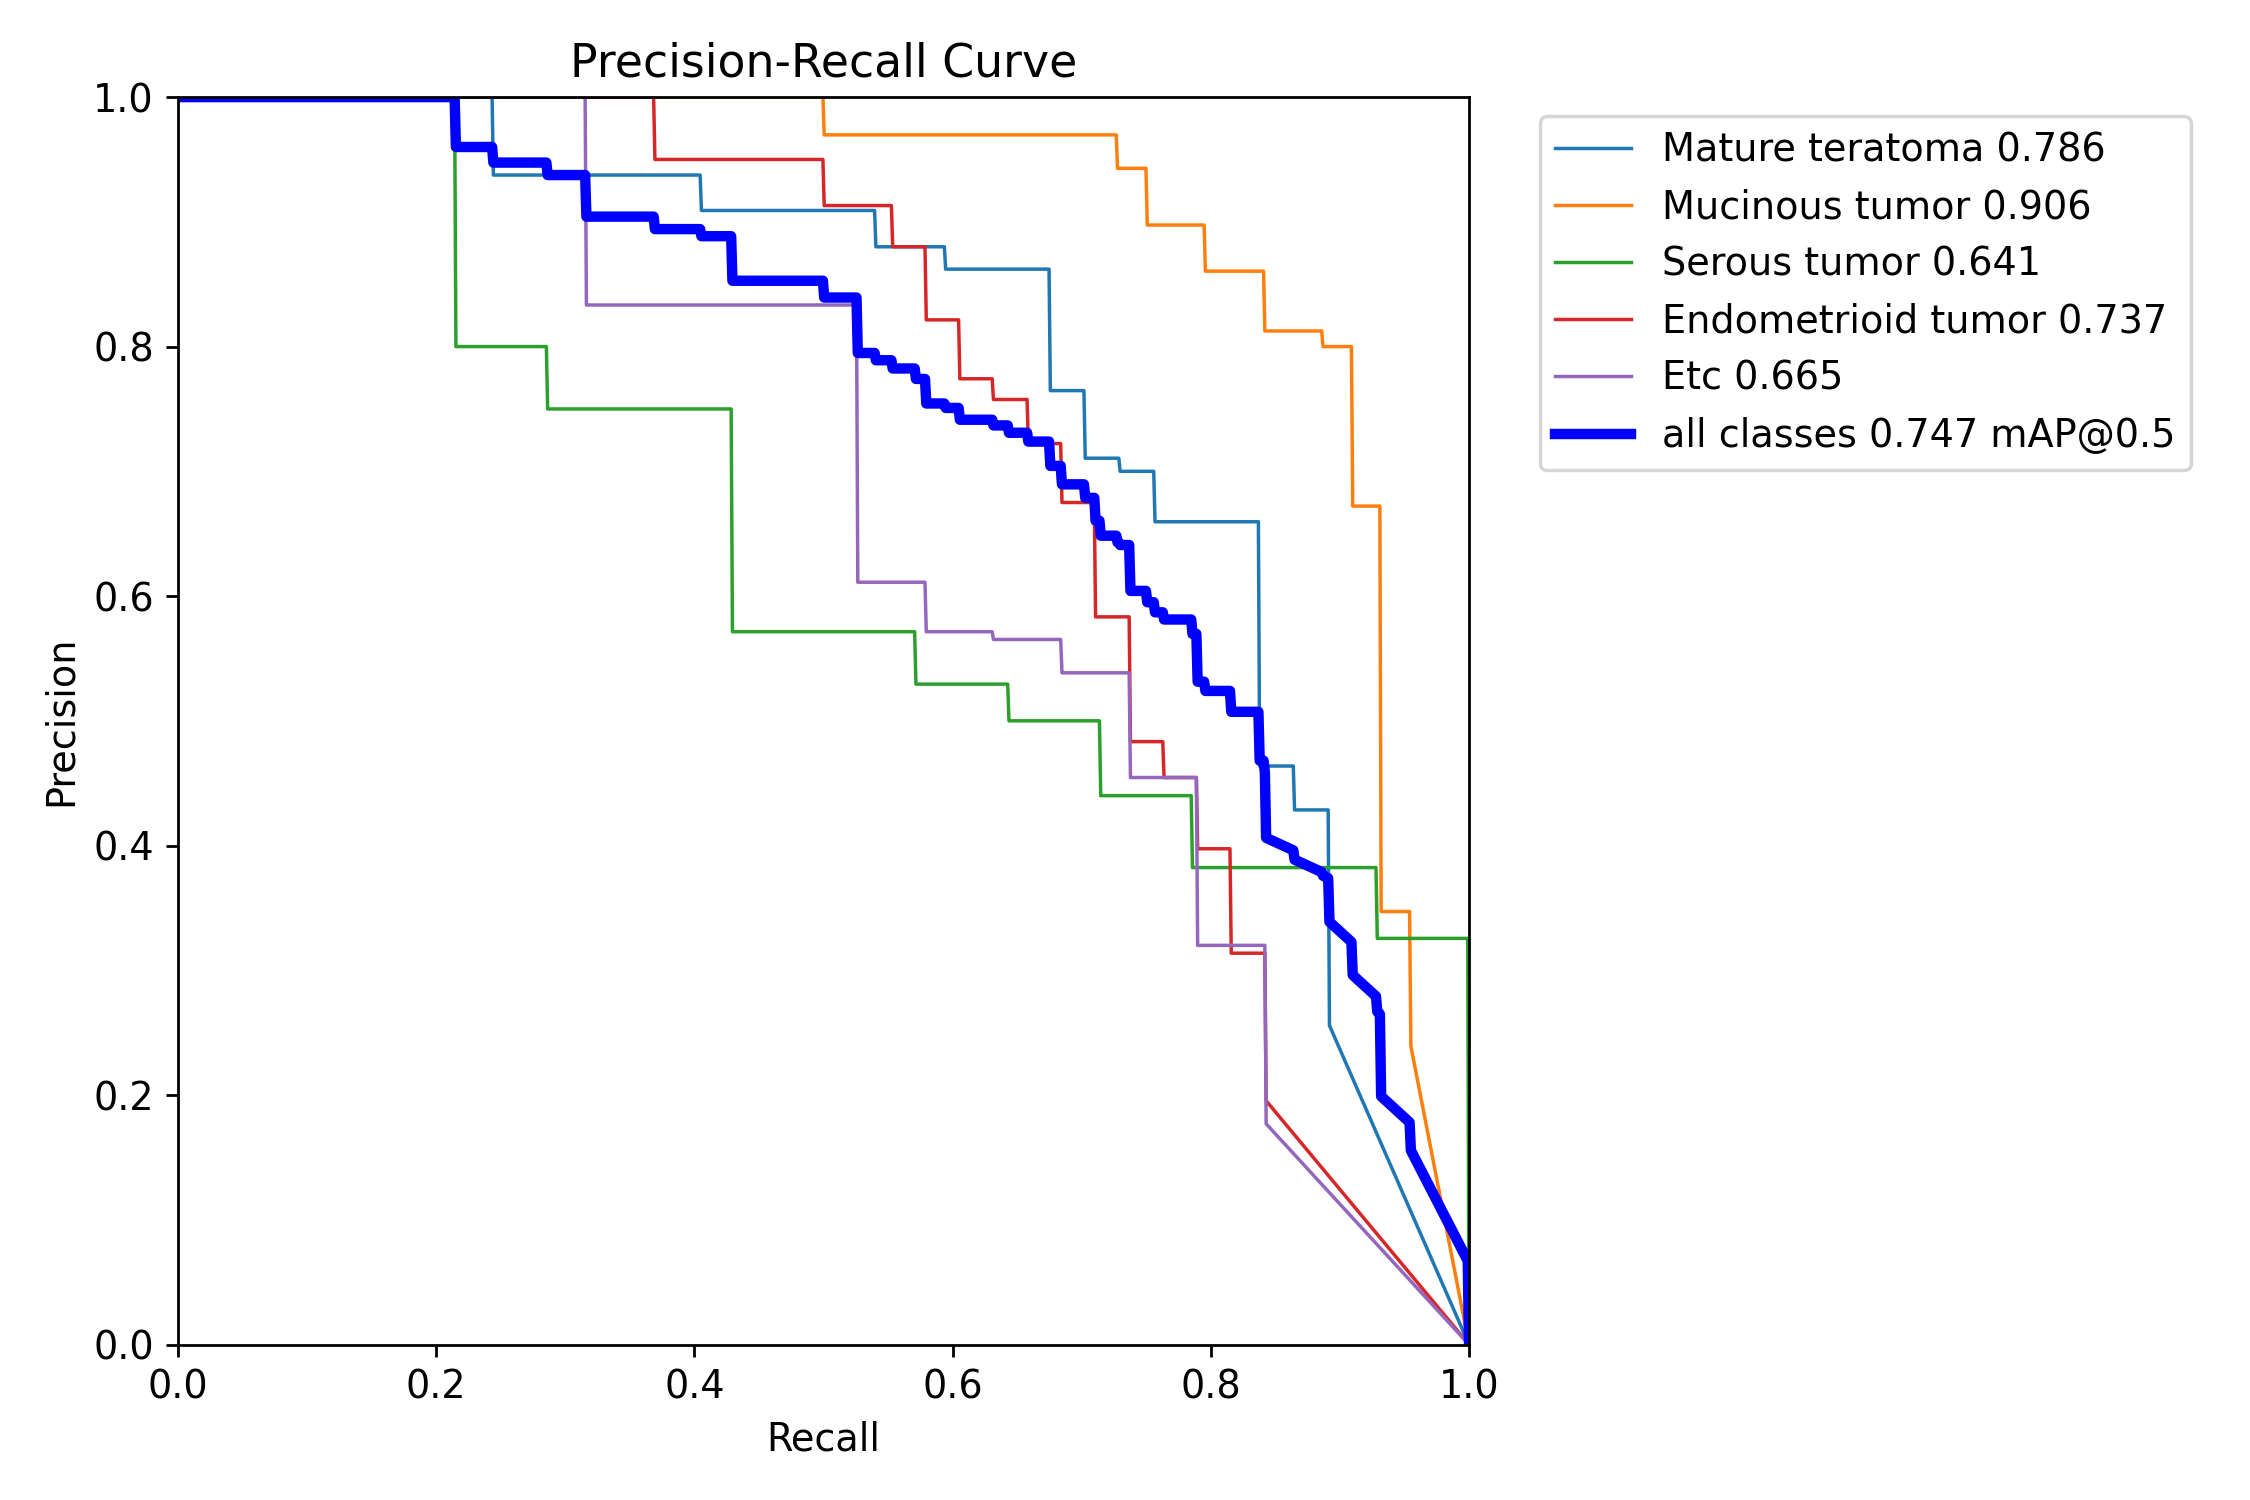 Precision-Recall Curve
1.0
0.8
0.6
0.4
0.2
0.0
Precision
0.0 0.2 0.4 0.6 0.8 1.0
Recall
Mature teratoma 0.786
Mucinous tumor 0.906
Serous tumor 0.641
Endometrioid tumor 0.737
Etc 0.665
all classes 0.747 mAP@0.5